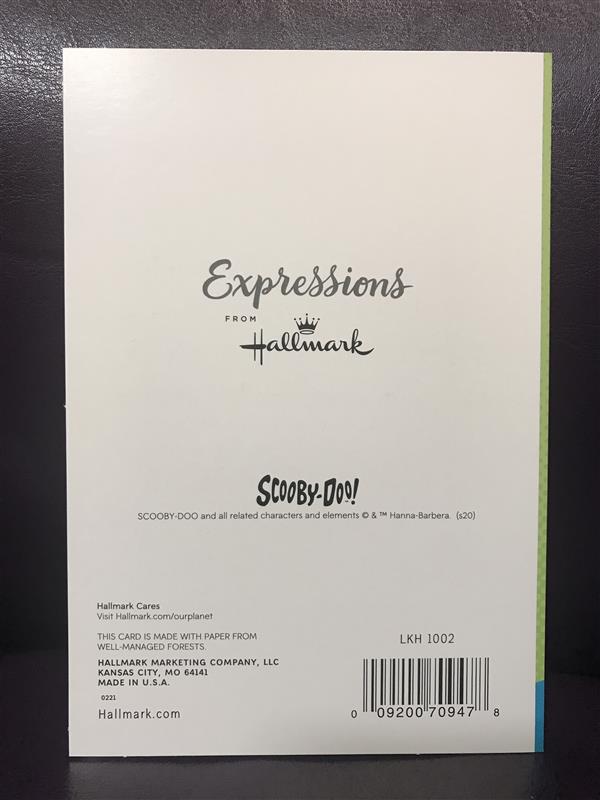 Expressions
FROM
Hallmark
SCOOBY-DOO!
SCOOBY-DOO and all related characters and elements © & ™ Hanna-Barbera. (s20)
Hallmark Cares
Visit Hallmark.com/ourplanet
THIS CARD IS MADE WITH PAPER FROM
WELL-MANAGED FORESTS.
HALLMARK MARKETING COMPANY, LLC
KANSAS CITY, MO 64141
MADE IN U.S.A.
0221
Hallmark.com
LKH 1002
0 09200 70947 8